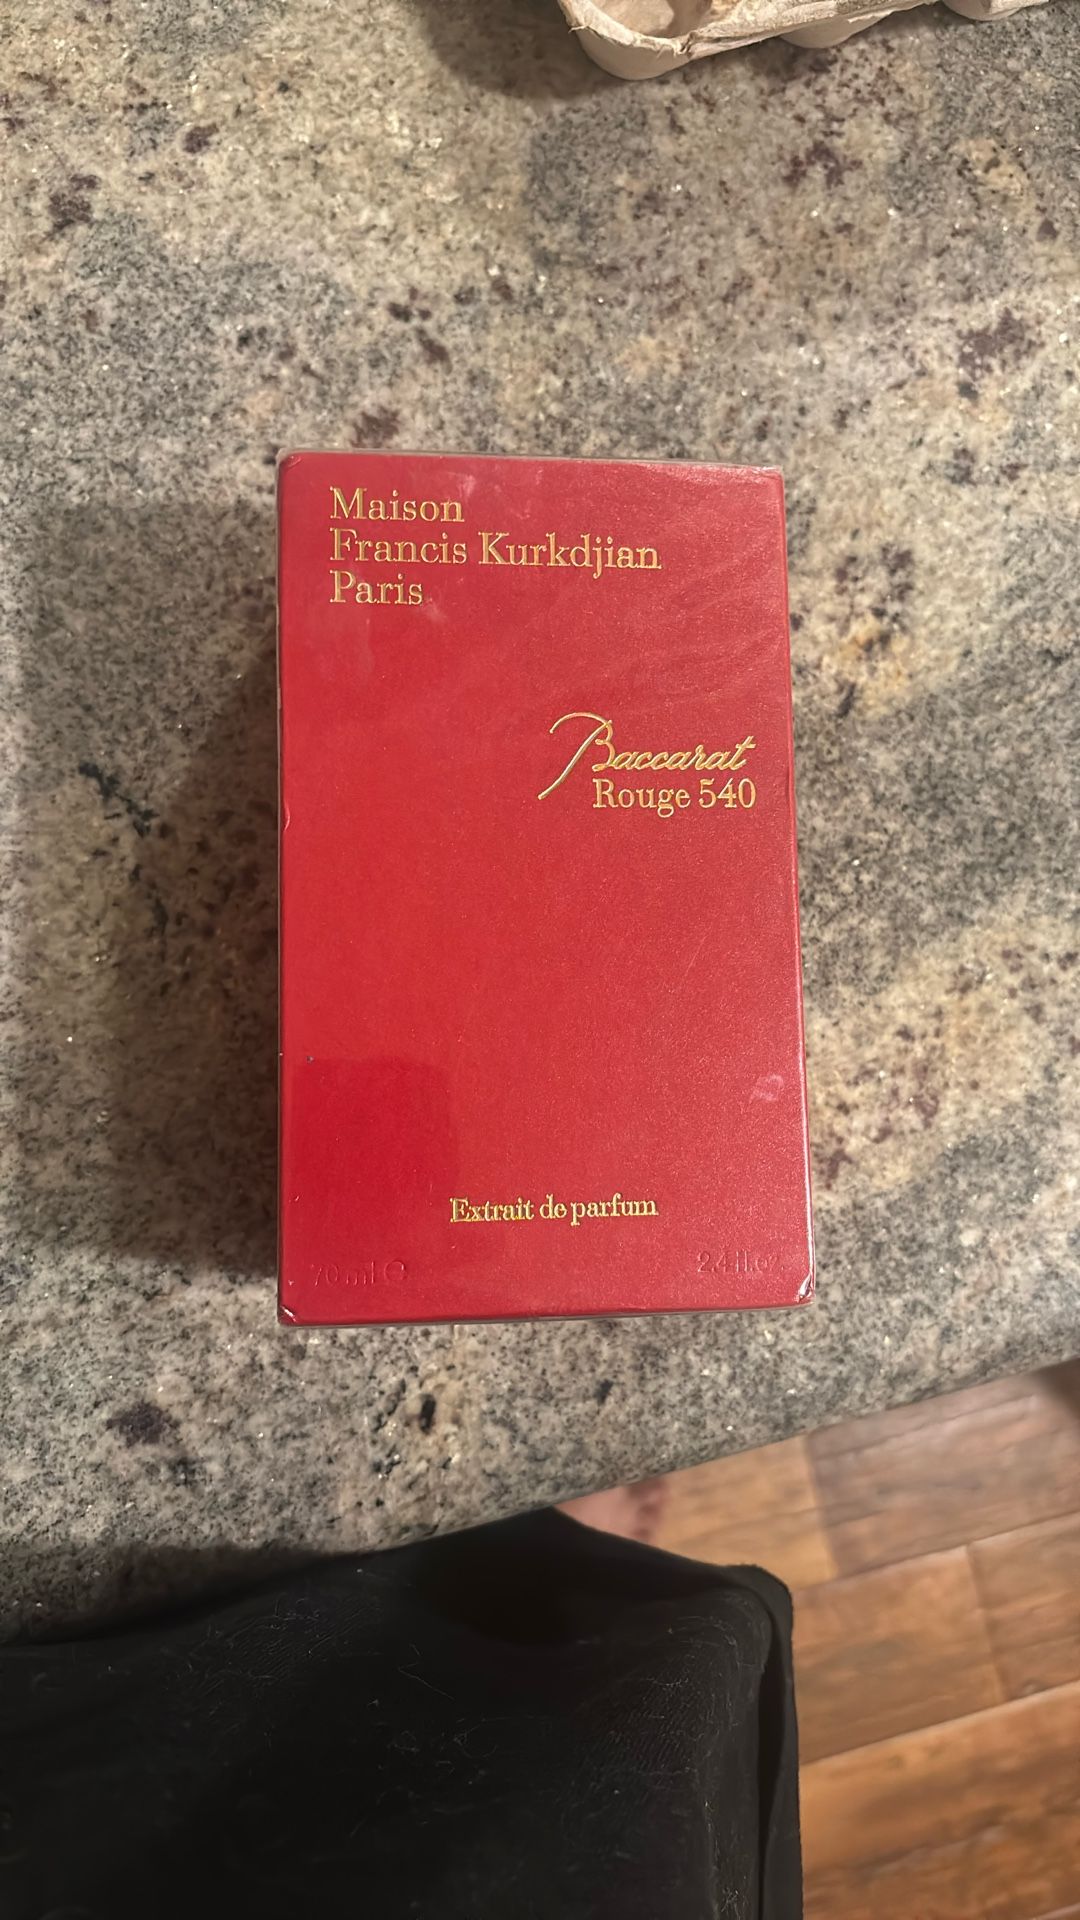 Maison
Francis Kurkdjian
Paris
Baccarat
Rouge 540
Extrait de parfum
70 ml ℮ 2.4 fl.oz.